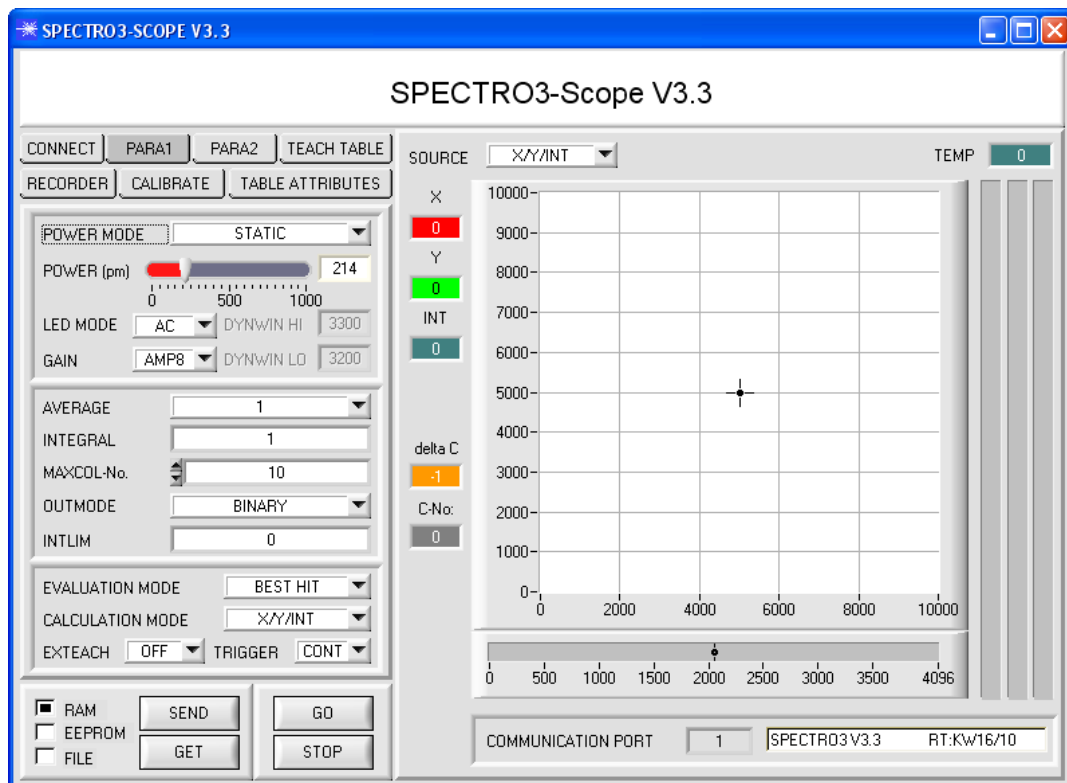 SPECTRO3-SCOPE V3.3
SPECTRO3-Scope V3.3
CONNECT PARA1 PARA2 TEACH TABLE
RECORDER CALIBRATE TABLE ATTRIBUTES
POWER MODE STATIC
POWER (pm) 214
0 500 1000
LED MODE AC DYNWIN HI 3300
GAIN AMP8 DYNWIN LO 3200
AVERAGE 1
INTEGRAL 1
MAXCOL-No. 10
OUTMODE BINARY
INTLIM 0
EVALUATION MODE BEST HIT
CALCULATION MODE X/Y/INT
EXTEACH OFF TRIGGER CONT
RAM
EEPROM
FILE
SEND GO
GET STOP
SOURCE X/Y/INT TEMP 0
X
0
Y
0
INT
0
delta C
-1
C-No:
0
10000
9000
8000
7000
6000
5000
4000
3000
2000
1000
0
0 2000 4000 6000 8000 10000
0 500 1000 1500 2000 2500 3000 3500 4096
COMMUNICATION PORT 1 SPECTRO3 V3.3 RT:KW16/10